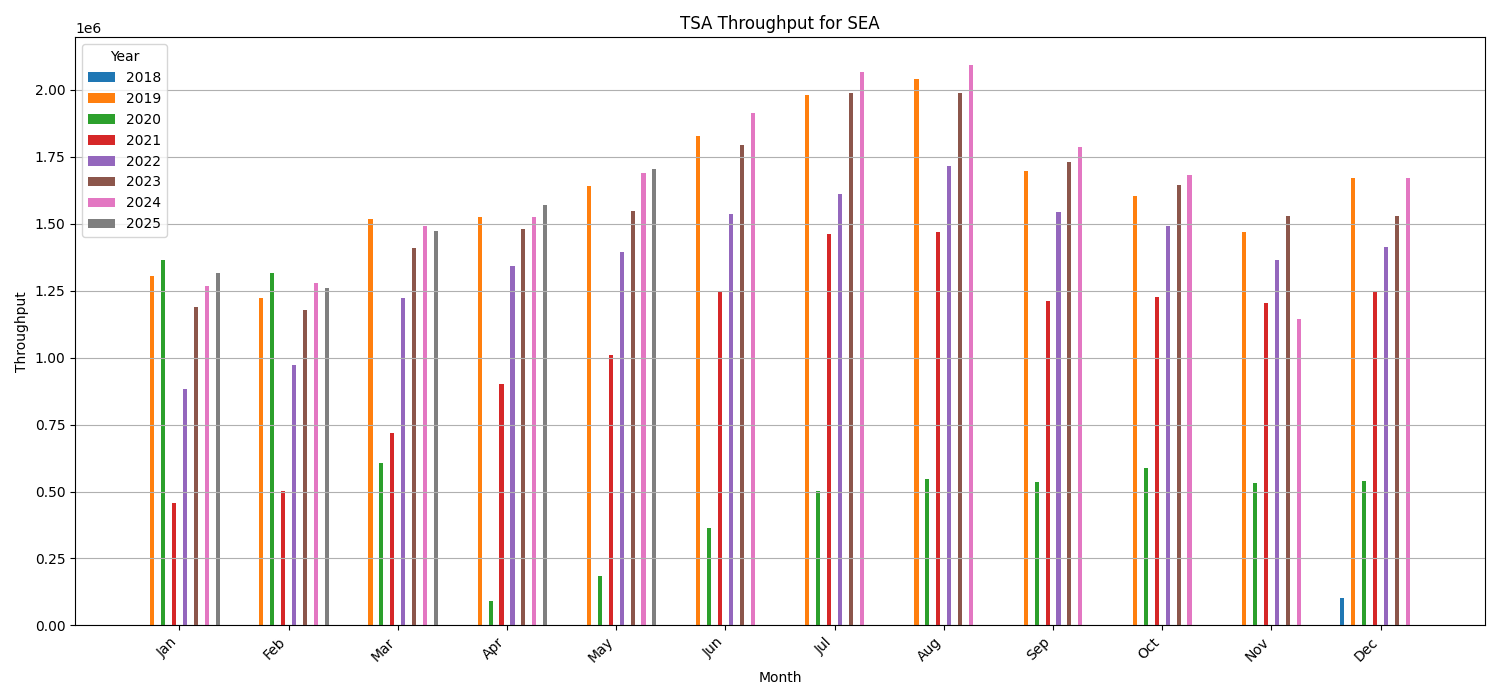 TSA Throughput for SEA
1e6
Year
2018
2019
2020
2021
2022
2023
2024
2025
2.00
1.75
1.50
1.25
1.00
0.75
0.50
0.25
0.00
Throughput
Jan
Feb
Mar
Apr
May
Jun
Jul
Aug
Sep
Oct
Nov
Dec
Month